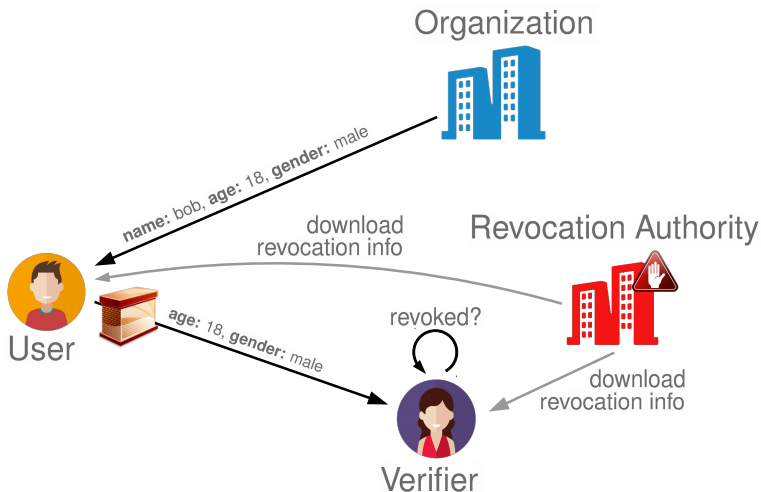 Organization
name: bob, age: 18, gender: male
download
revocation info
Revocation Authority
User
age: 18, gender: male
revoked?
download
revocation info
Verifier